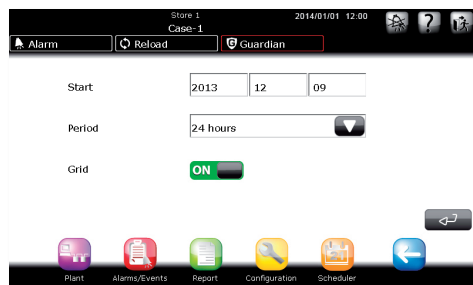 Store 1 2014/01/01 12:00
Case-1
Alarm Reload Guardian
Start 2013 12 09
Period 24 hours
Grid ON
Plant Alarms/Events Report Configuration Scheduler